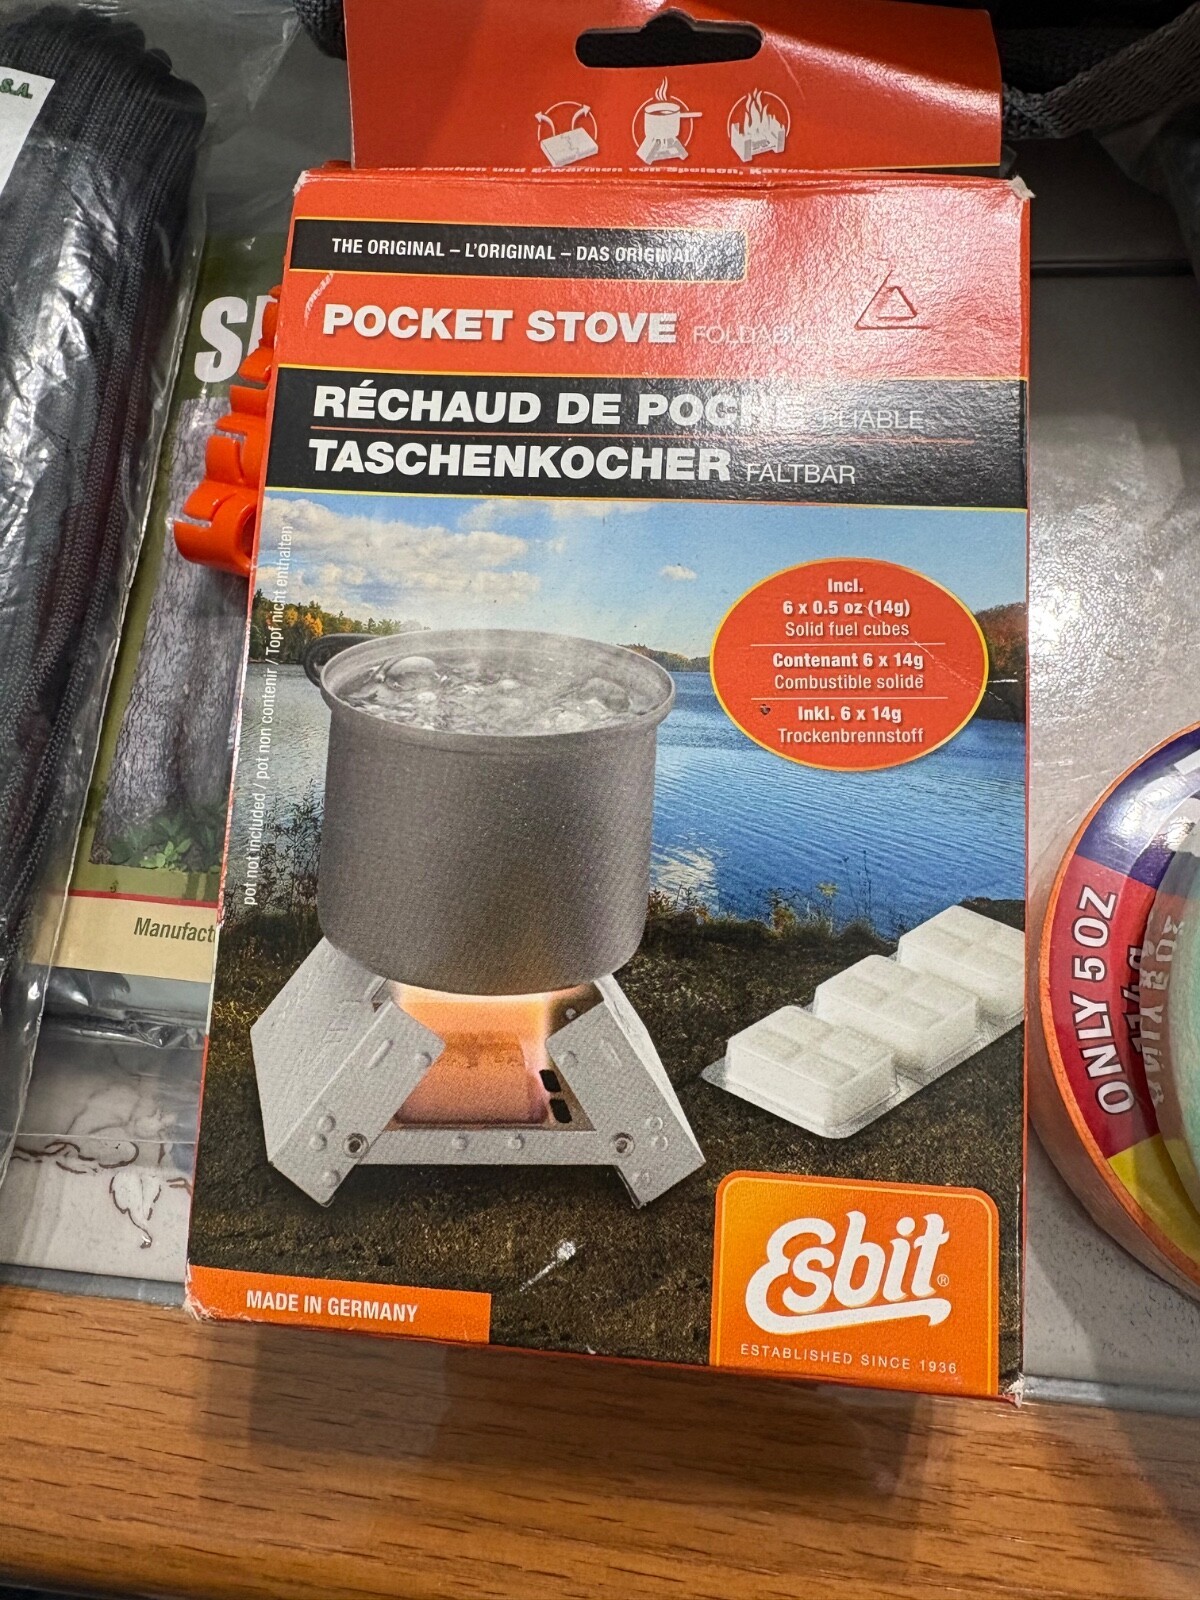 S.A.
THE ORIGINAL – L'ORIGINAL – DAS ORIGINAL
POCKET STOVE FOLDABLE
RÉCHAUD DE POCHE PLIABLE
TASCHENKOCHER FALTBAR
pot not included / pot non contenir / Topf nicht enthalten
Incl.
6 x 0.5 oz (14g)
Solid fuel cubes
Contenant 6 x 14g
Combustible solide
Inkl. 6 x 14g
Trockenbrennstoff
Manufact
ONLY 5 OZ
MADE IN GERMANY
Esbit®
ESTABLISHED SINCE 1936